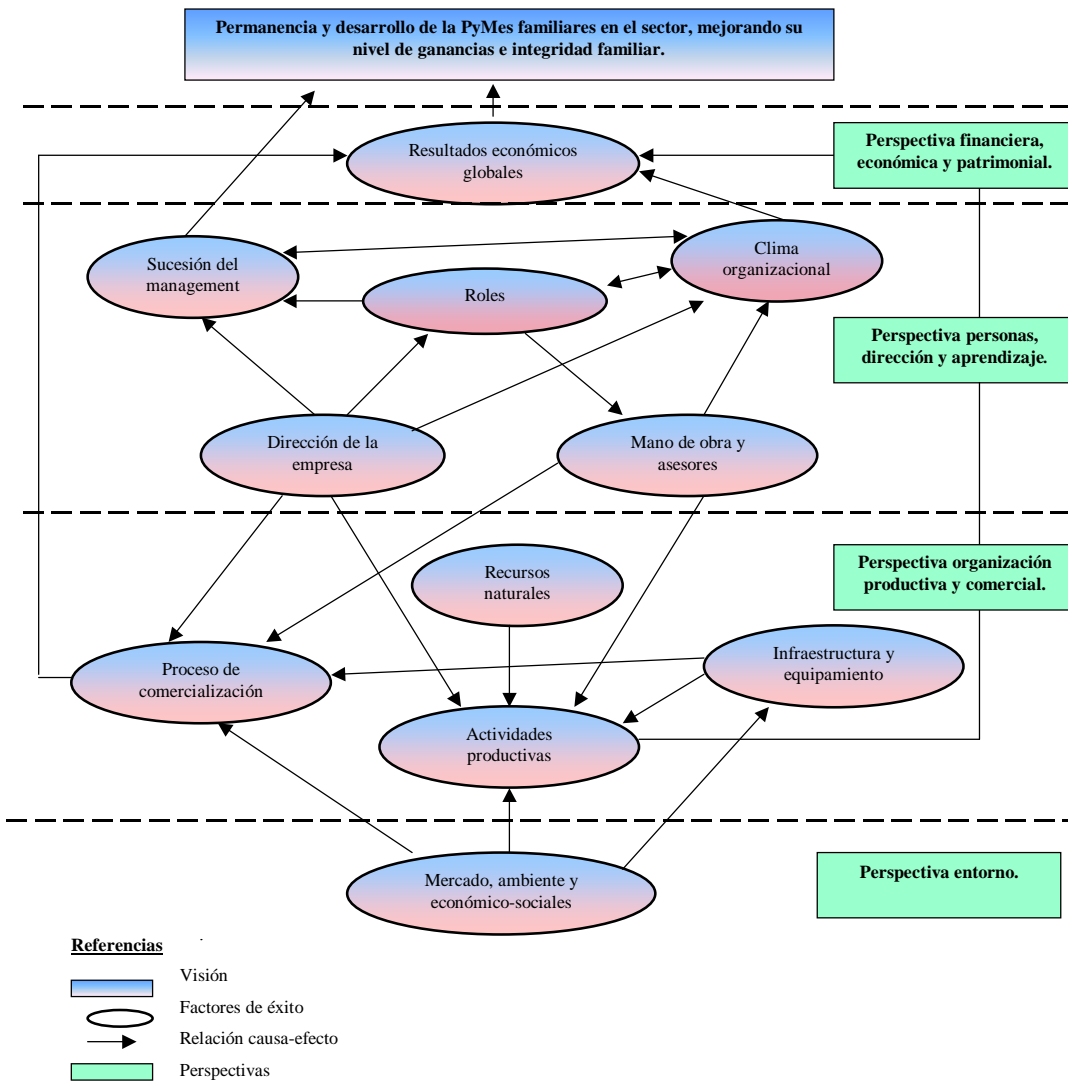 Permanencia y desarrollo de la PyMes familiares en el sector, mejorando su
nivel de ganancias e integridad familiar.
Resultados económicos
globales
Perspectiva financiera,
económica y patrimonial.
Sucesión del
management
Clima
organizacional
Roles
Perspectiva personas,
dirección y aprendizaje.
Dirección de la
empresa
Mano de obra y
asesores
Recursos
naturales
Perspectiva organización
productiva y comercial.
Proceso de
comercialización
Infraestructura y
equipamiento
Actividades
productivas
Mercado, ambiente y
económico-sociales
Perspectiva entorno.
Referencias
Visión
Factores de éxito
Relación causa-efecto
Perspectivas